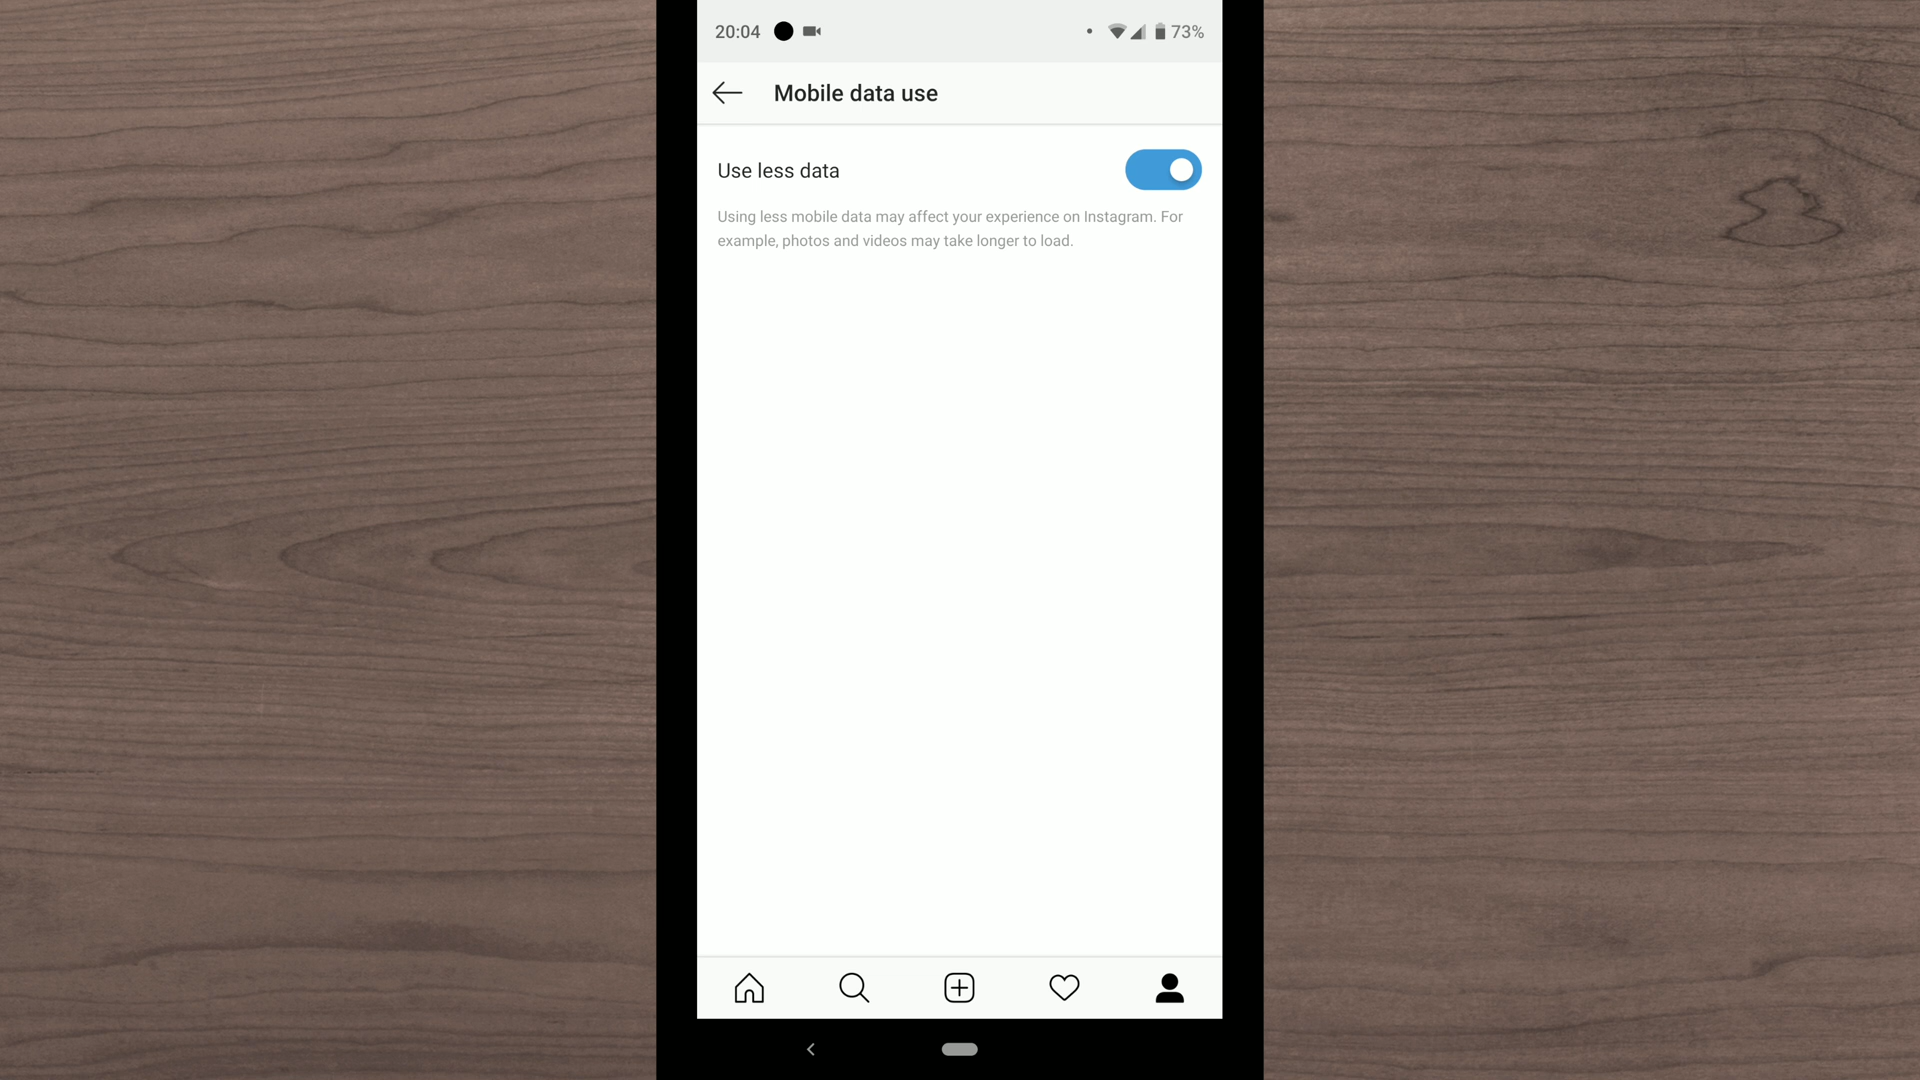 20:04 73%
Mobile data use
Use less data
Using less mobile data may affect your experience on Instagram. For
example, photos and videos may take longer to load.